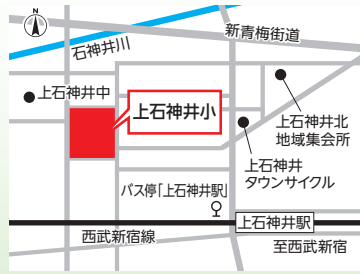 N
新青梅街道
石神井川
上石神井中
上石神井小
上石神井北
地域集会所
上石神井
タウンサイクル
バス停「上石神井駅」
上石神井駅
西武新宿線
至西武新宿